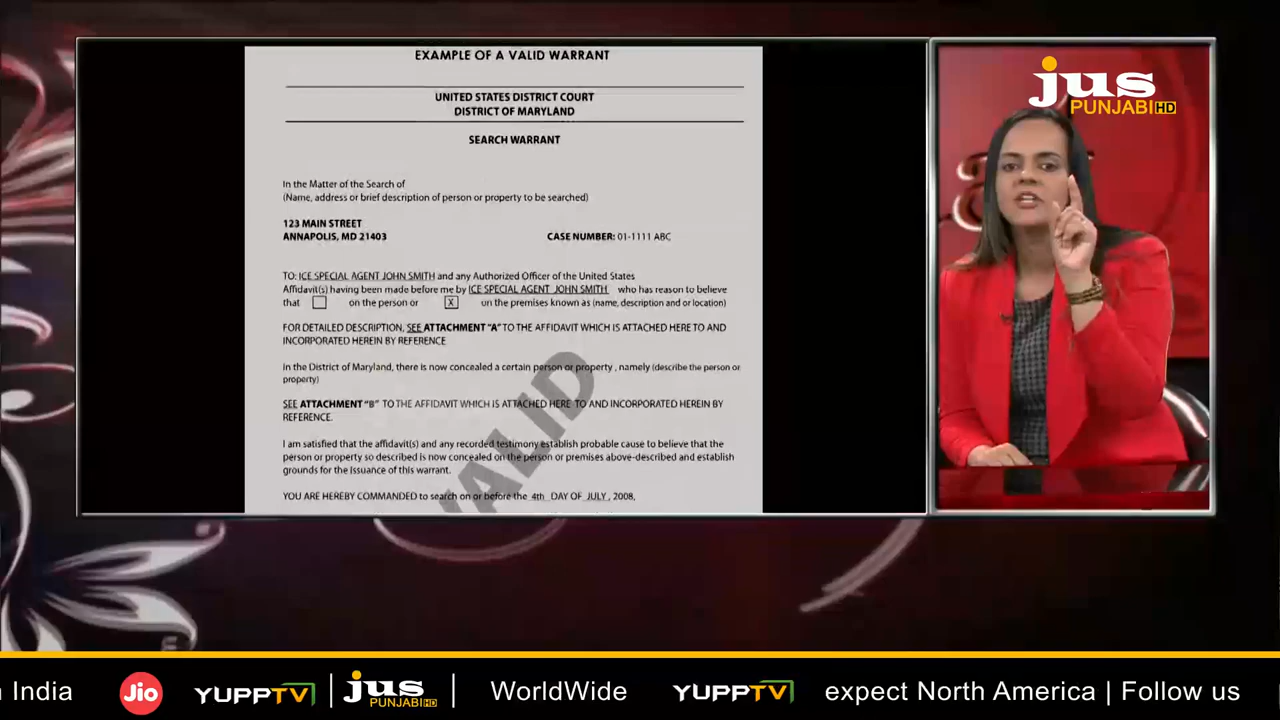 EXAMPLE OF A VALID WARRANT
UNITED STATES DISTRICT COURT
DISTRICT OF MARYLAND
SEARCH WARRANT
In the Matter of the Search of
(Name, address or brief description of person or property to be searched)
123 MAIN STREET
ANNAPOLIS, MD 21403
CASE NUMBER: 01-1111 ABC
TO: ICE SPECIAL AGENT JOHN SMITH and any Authorized Officer of the United States
Affidavit(s) having been made before me by ICE SPECIAL AGENT JOHN SMITH who has reason to believe
that on the person or X on the premises known as (name, description and or location)
FOR DETAILED DESCRIPTION, SEE ATTACHMENT "A" TO THE AFFIDAVIT WHICH IS ATTACHED HERE TO AND
INCORPORATED HEREIN BY REFERENCE
In the District of Maryland, there is now concealed a certain person or property , namely (describe the person or
property)
SEE ATTACHMENT "B" TO THE AFFIDAVIT WHICH IS ATTACHED HERE TO AND INCORPORATED HEREIN BY
REFERENCE.
I am satisfied that the affidavit(s) and any recorded testimony establish probable cause to believe that the
person or property so described is now concealed on the person or premises above-described and establish
grounds for the issuance of this warrant.
YOU ARE HEREBY COMMANDED to search on or before the 4th DAY OF JULY , 2008,
VALID
jus
PUNJABI HD
India Jio YUPPTV | jus PUNJABI HD | WorldWide YUPPTV expect North America | Follow us